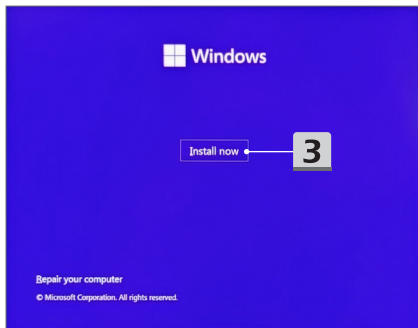 Windows
Install now
3
Repair your computer
© Microsoft Corporation. All rights reserved.